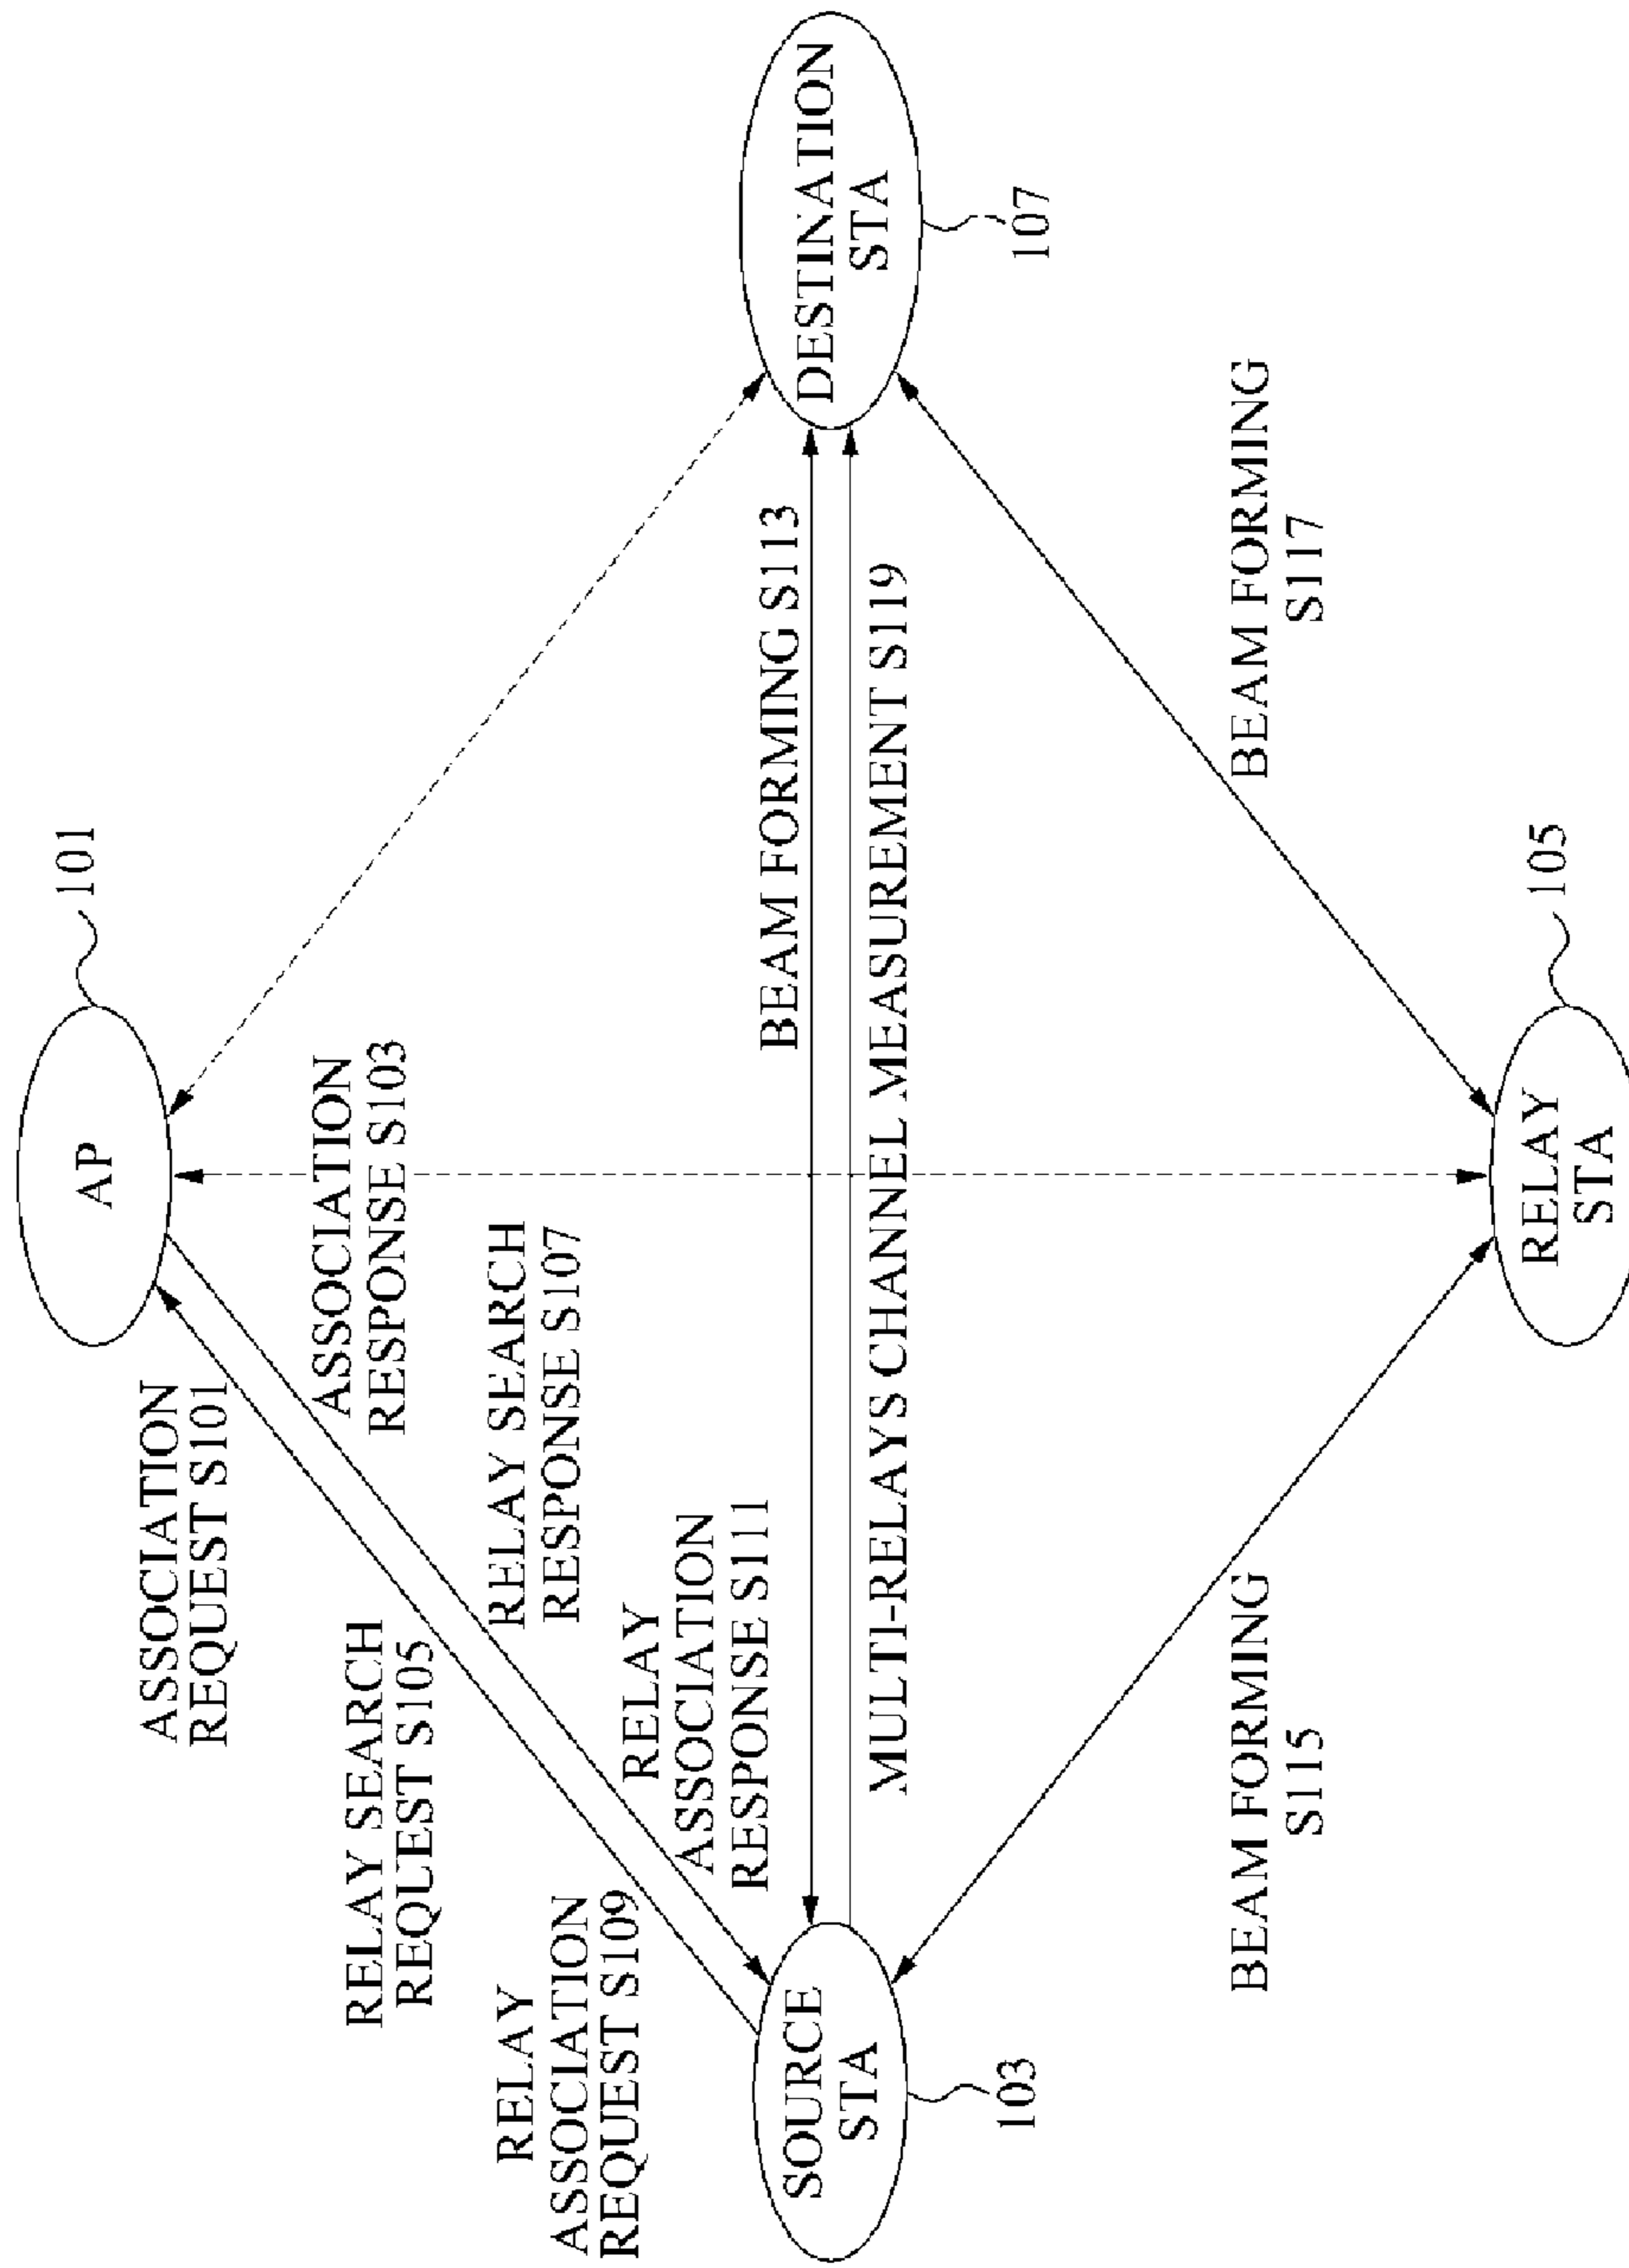 101
AP
ASSOCIATION
REQUEST S101
ASSOCIATION
RESPONSE S103
RELAY SEARCH
REQUEST S105
RELAY SEARCH
RESPONSE S107
RELAY
ASSOCIATION
REQUEST S109
RELAY
ASSOCIATION
RESPONSE S111
BEAM FORMING S113
SOURCE
STA
103
DESTINATION
STA
107
MULTI-RELAYS CHANNEL MEASUREMENT S119
BEAM FORMING
S115
BEAM FORMING
S117
RELAY
STA
105